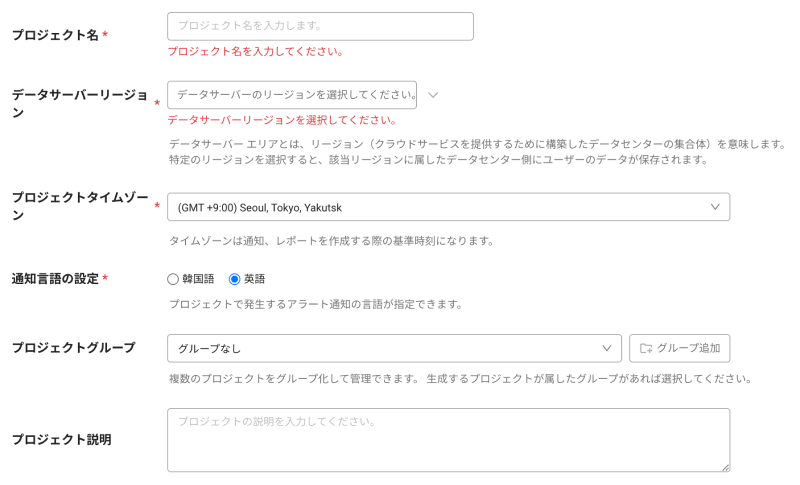 プロジェクト名 *
プロジェクト名を入力します。
プロジェクト名を入力してください。
データサーバーリージョ
ン *
データサーバーのリージョンを選択してください。
データサーバーリージョンを選択してください。
データサーバー エリアとは、リージョン（クラウドサービスを提供するために構築したデータセンターの集合体）を意味します。
特定のリージョンを選択すると、該当リージョンに属したデータセンター側にユーザーのデータが保存されます。
プロジェクトタイムゾー
ン *
(GMT +9:00) Seoul, Tokyo, Yakutsk
タイムゾーンは通知、レポートを作成する際の基準時刻になります。
通知言語の設定 *
韓国語 英語
プロジェクトで発生するアラート通知の言語が指定できます。
プロジェクトグループ
グループなし
グループ追加
複数のプロジェクトをグループ化して管理できます。 生成するプロジェクトが属したグループがあれば選択してください。
プロジェクト説明
プロジェクトの説明を入力してください。